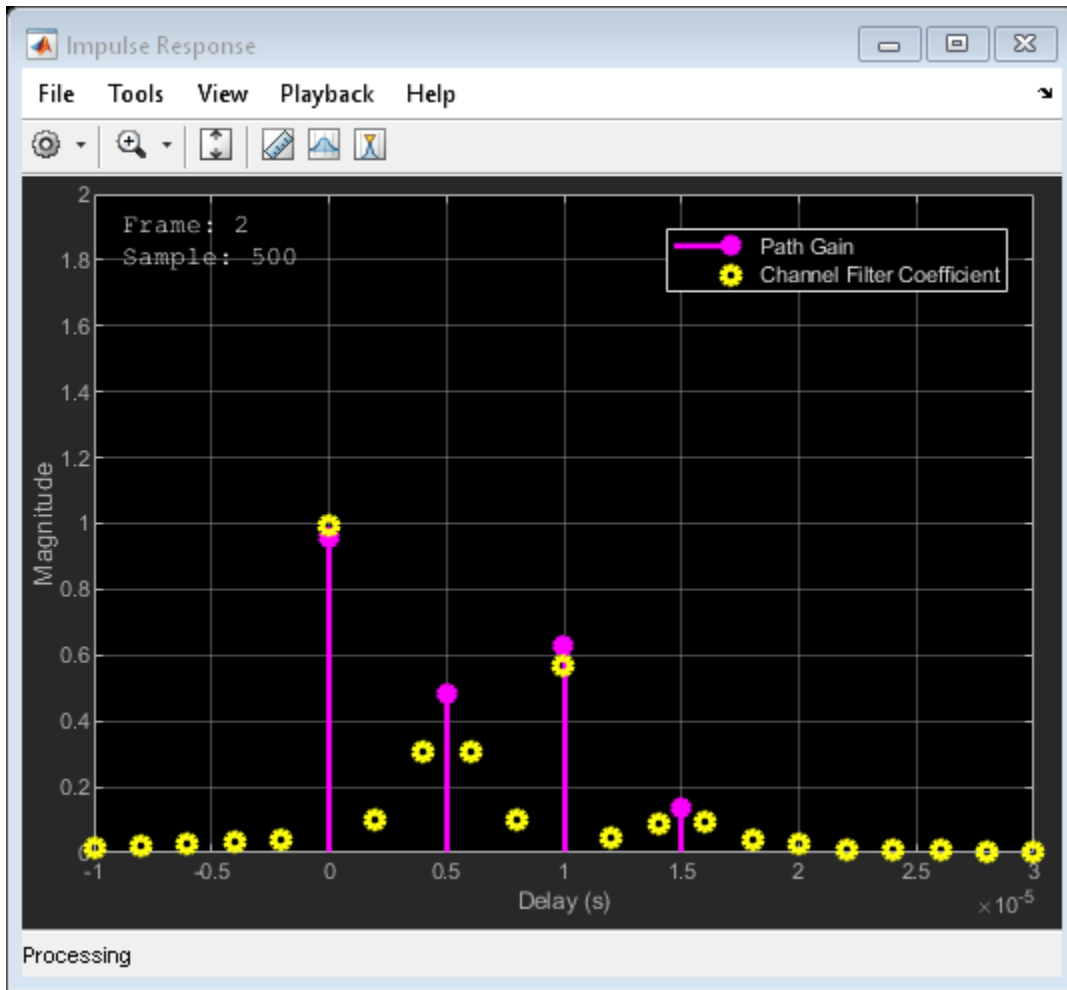 Impulse Response
File Tools View Playback Help
Frame: 2
Sample: 500
Path Gain
Channel Filter Coefficient
2
1.8
1.6
1.4
1.2
1
0.8
0.6
0.4
0.2
0
Magnitude
-1 -0.5 0 0.5 1 1.5 2 2.5 3
Delay (s)
×10-5
Processing